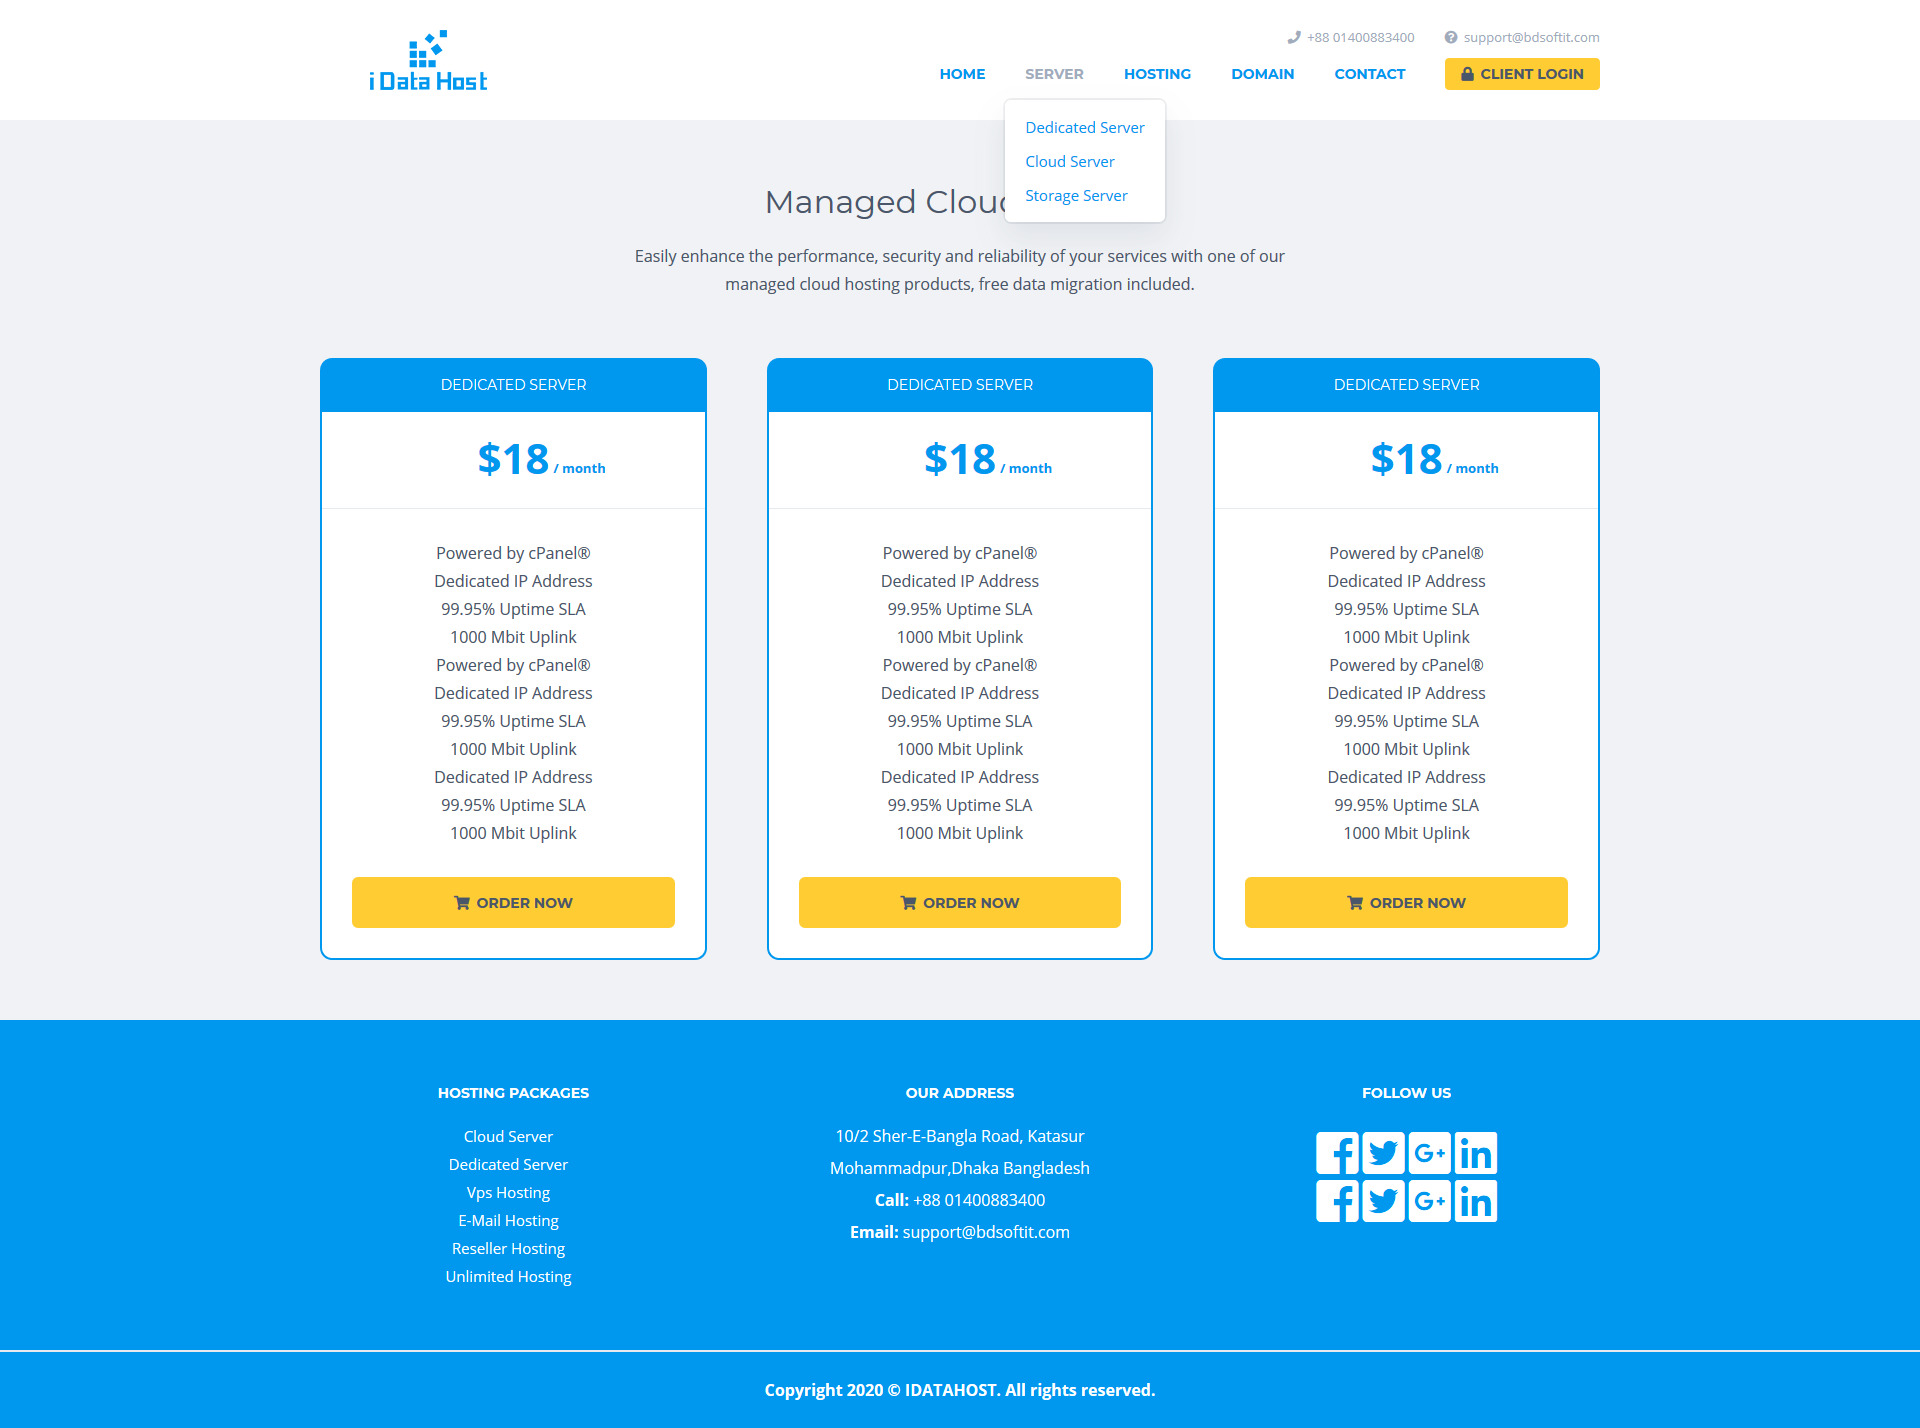 i Data Host
+88 01400883400
support@bdsoftit.com
HOME
SERVER
HOSTING
DOMAIN
CONTACT
CLIENT LOGIN
Dedicated Server
Cloud Server
Storage Server
Managed
Easily enhance the performance, security and reliability of your services with one of our
managed cloud hosting products, free data migration included.
DEDICATED SERVER
$18 / month
Powered by cPanel®
Dedicated IP Address
99.95% Uptime SLA
1000 Mbit Uplink
Powered by cPanel®
Dedicated IP Address
99.95% Uptime SLA
1000 Mbit Uplink
Dedicated IP Address
99.95% Uptime SLA
1000 Mbit Uplink
ORDER NOW
DEDICATED SERVER
$18 / month
Powered by cPanel®
Dedicated IP Address
99.95% Uptime SLA
1000 Mbit Uplink
Powered by cPanel®
Dedicated IP Address
99.95% Uptime SLA
1000 Mbit Uplink
Dedicated IP Address
99.95% Uptime SLA
1000 Mbit Uplink
ORDER NOW
DEDICATED SERVER
$18 / month
Powered by cPanel®
Dedicated IP Address
99.95% Uptime SLA
1000 Mbit Uplink
Powered by cPanel®
Dedicated IP Address
99.95% Uptime SLA
1000 Mbit Uplink
Dedicated IP Address
99.95% Uptime SLA
1000 Mbit Uplink
ORDER NOW
HOSTING PACKAGES
Cloud Server
Dedicated Server
Vps Hosting
E-Mail Hosting
Reseller Hosting
Unlimited Hosting
OUR ADDRESS
10/2 Sher-E-Bangla Road, Katasur
Mohammadpur,Dhaka Bangladesh
Call: +88 01400883400
Email: support@bdsoftit.com
FOLLOW US
Copyright 2020 © IDATAHOST. All rights reserved.